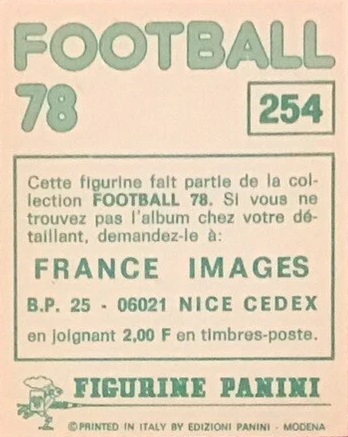 FOOTBALL
78
254
Cette figurine fait partie de la col-
lection FOOTBALL 78. Si vous ne
trouvez pas l'album chez votre dé-
taillant, demandez-le à:
FRANCE IMAGES
B.P. 25 - 06021 NICE CEDEX
en joignant 2,00 F en timbres-poste.
FIGURINE PANINI
© PRINTED IN ITALY BY EDIZIONI PANINI - MODENA